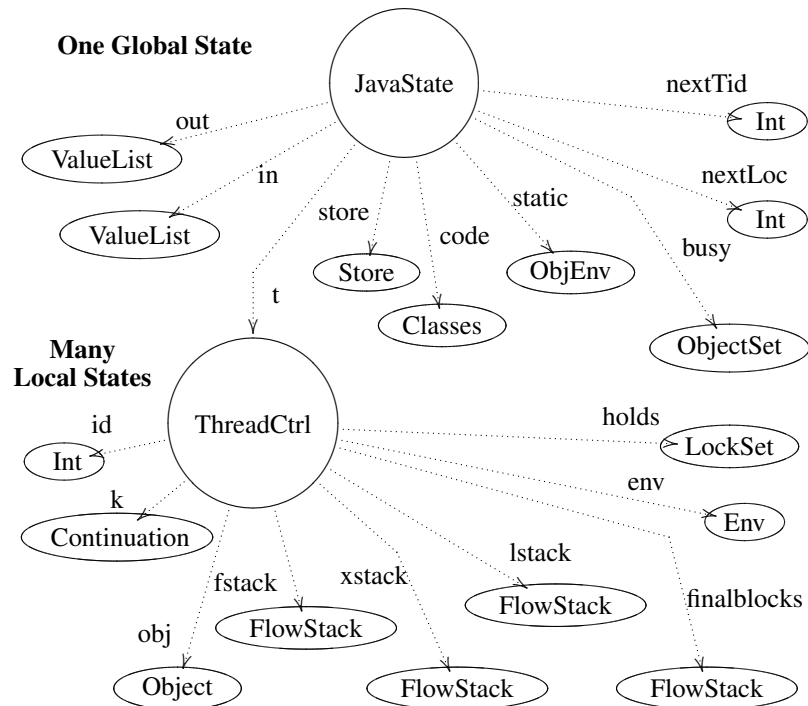 One Global State
JavaState
nextTid
Int
out
ValueList
in
ValueList
nextLoc
Int
store
Store
code
Classes
static
ObjEnv
busy
ObjectSet
t
Many
Local States
ThreadCtrl
id
Int
holds
LockSet
k
Continuation
env
Env
fstack
FlowStack
xstack
FlowStack
lstack
FlowStack
finalblocks
FlowStack
obj
Object